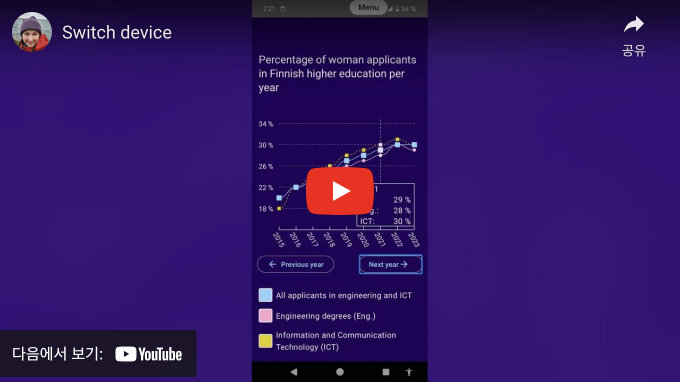 Switch device
공유
7.21
Menu
36 %
Percentage of woman applicants
in Finnish higher education per
year
34 %
30 %
26 %
22 %
18 %
29 %
28 %
ICT: 30 %
2015 2016 2017 2018 2019 2020 2021 2022 2023
Previous year
Next year
All applicants in engineering and ICT
Engineering degrees (Eng.)
Information and Communication
Technology (ICT)
다음에서 보기: YouTube